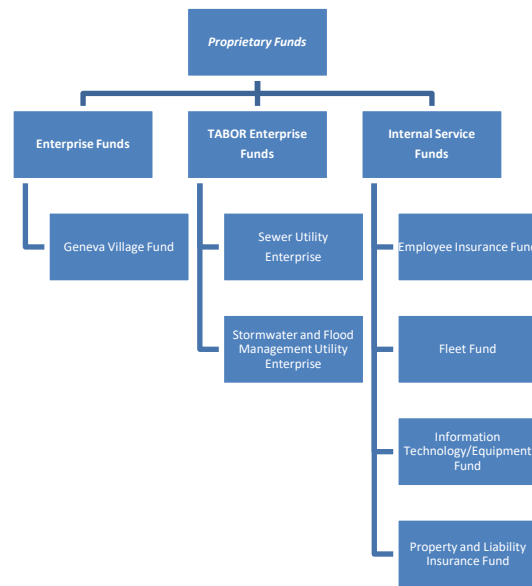 Proprietary Funds
Enterprise Funds
TABOR Enterprise
Funds
Internal Service
Funds
Geneva Village Fund
Sewer Utility
Enterprise
Employee Insurance Fund
Stormwater and Flood
Management Utility
Enterprise
Fleet Fund
Information
Technology/Equipment
Fund
Property and Liability
Insurance Fund